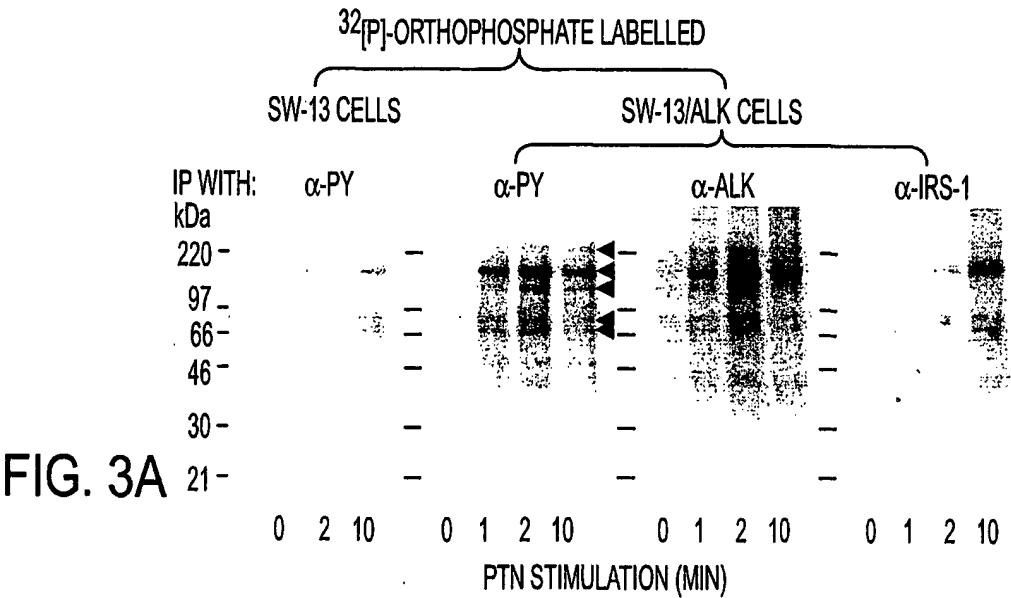 32[P]-ORTHOPHOSPHATE LABELLED
SW-13 CELLS SW-13/ALK CELLS
IP WITH: α-PY α-PY α-ALK α-IRS-1
kDa
220
97
66
46
30
21
FIG. 3A
0 2 10 0 1 2 10 0 1 2 10 0 1 2 10
PTN STIMULATION (MIN)